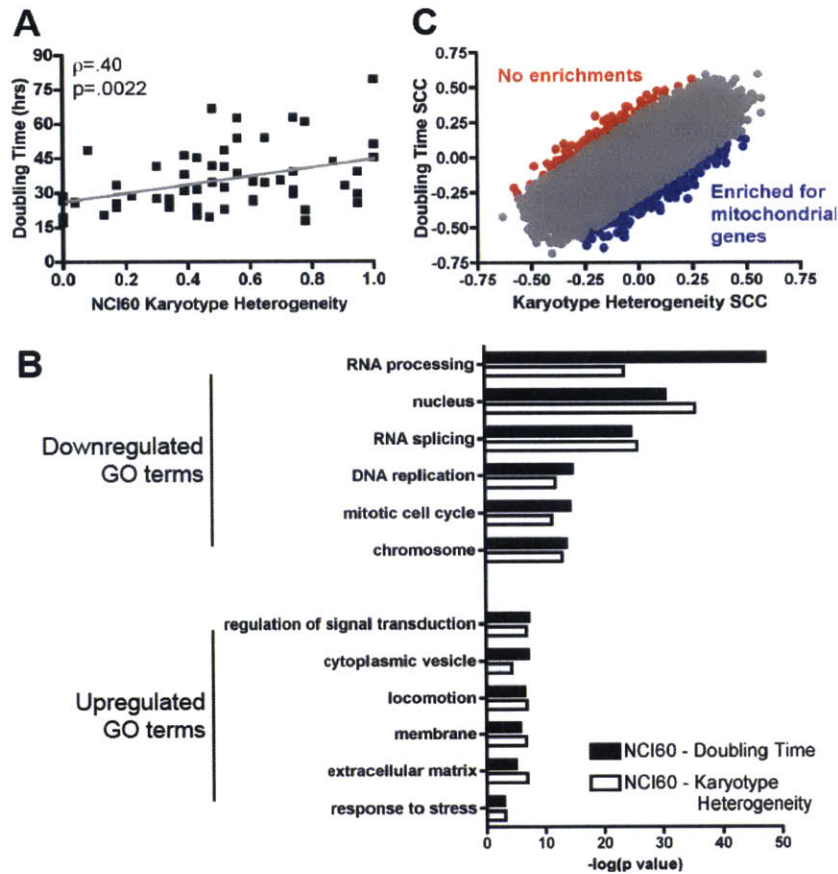 A
ρ=.40
p=.0022
90
75
60
45
30
15
0
Doubling Time (hrs)
0.0 0.2 0.4 0.6 0.8 1.0
NCI60 Karyotype Heterogeneity
C
No enrichments
Enriched for
mitochondrial
genes
0.75
0.50
0.25
0.00
-0.25
-0.50
-0.75
Doubling Time SCC
-0.75 -0.50 -0.25 0.00 0.25 0.50 0.75
Karyotype Heterogeneity SCC
B
Downregulated
GO terms
RNA processing
nucleus
RNA splicing
DNA replication
mitotic cell cycle
chromosome
Upregulated
GO terms
regulation of signal transduction
cytoplasmic vesicle
locomotion
membrane
extracellular matrix
response to stress
NCI60 - Doubling Time
NCI60 - Karyotype
Heterogeneity
0 10 20 30 40 50
-log(p value)